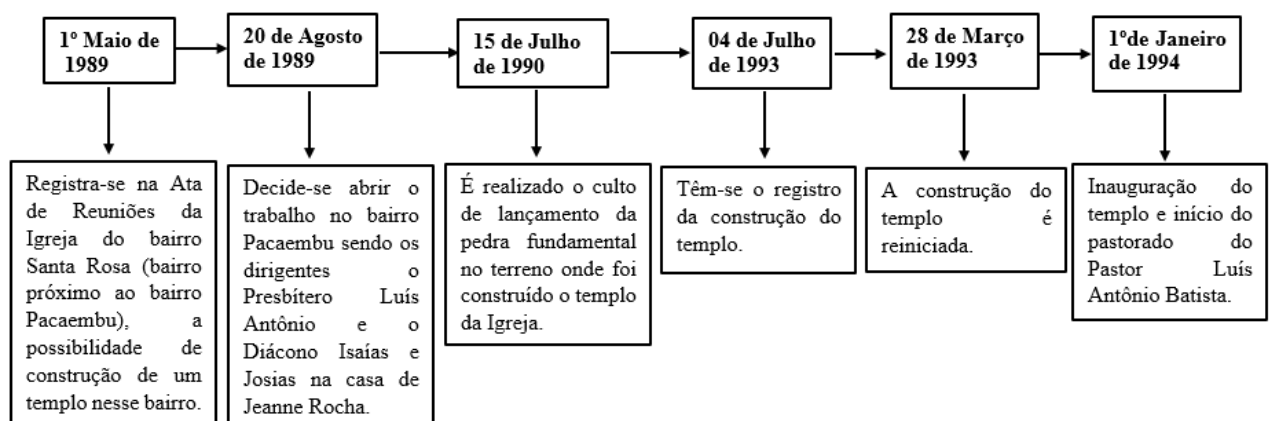 1º Maio de
1989
20 de Agosto
de 1989
15 de Julho
de 1990
04 de Julho
de 1993
28 de Março
de 1993
1ºde Janeiro
de 1994
Registra-se na Ata
de Reuniões da
Igreja do bairro
Santa Rosa (bairro
próximo ao bairro
Pacaembu), a
possibilidade de
construção de um
templo nesse bairro.
Decide-se abrir o
trabalho no bairro
Pacaembu sendo os
dirigentes o
Presbítero Luís
Antônio e o
Diácono Isaías e
Josias na casa de
Jeanne Rocha.
É realizado o culto
de lançamento da
pedra fundamental
no terreno onde foi
construído o templo
da Igreja.
Têm-se o registro
da construção do
templo.
A construção do
templo é
reiniciada.
Inauguração do
templo e início do
pastorado do
Pastor Luís
Antônio Batista.